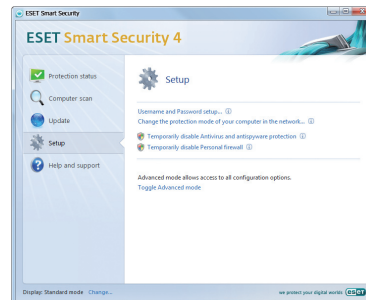 ESET Smart Security
ESET Smart Security 4
Protection status
Computer scan
Update
Setup
Help and support
Setup
Username and Password setup...
Change the protection mode of your computer in the network...
Temporarily disable Antivirus and antispyware protection
Temporarily disable Personal firewall
Advanced mode allows access to all configuration options.
Toggle Advanced mode
Display: Standard mode Change...
we protect your digital worlds eset